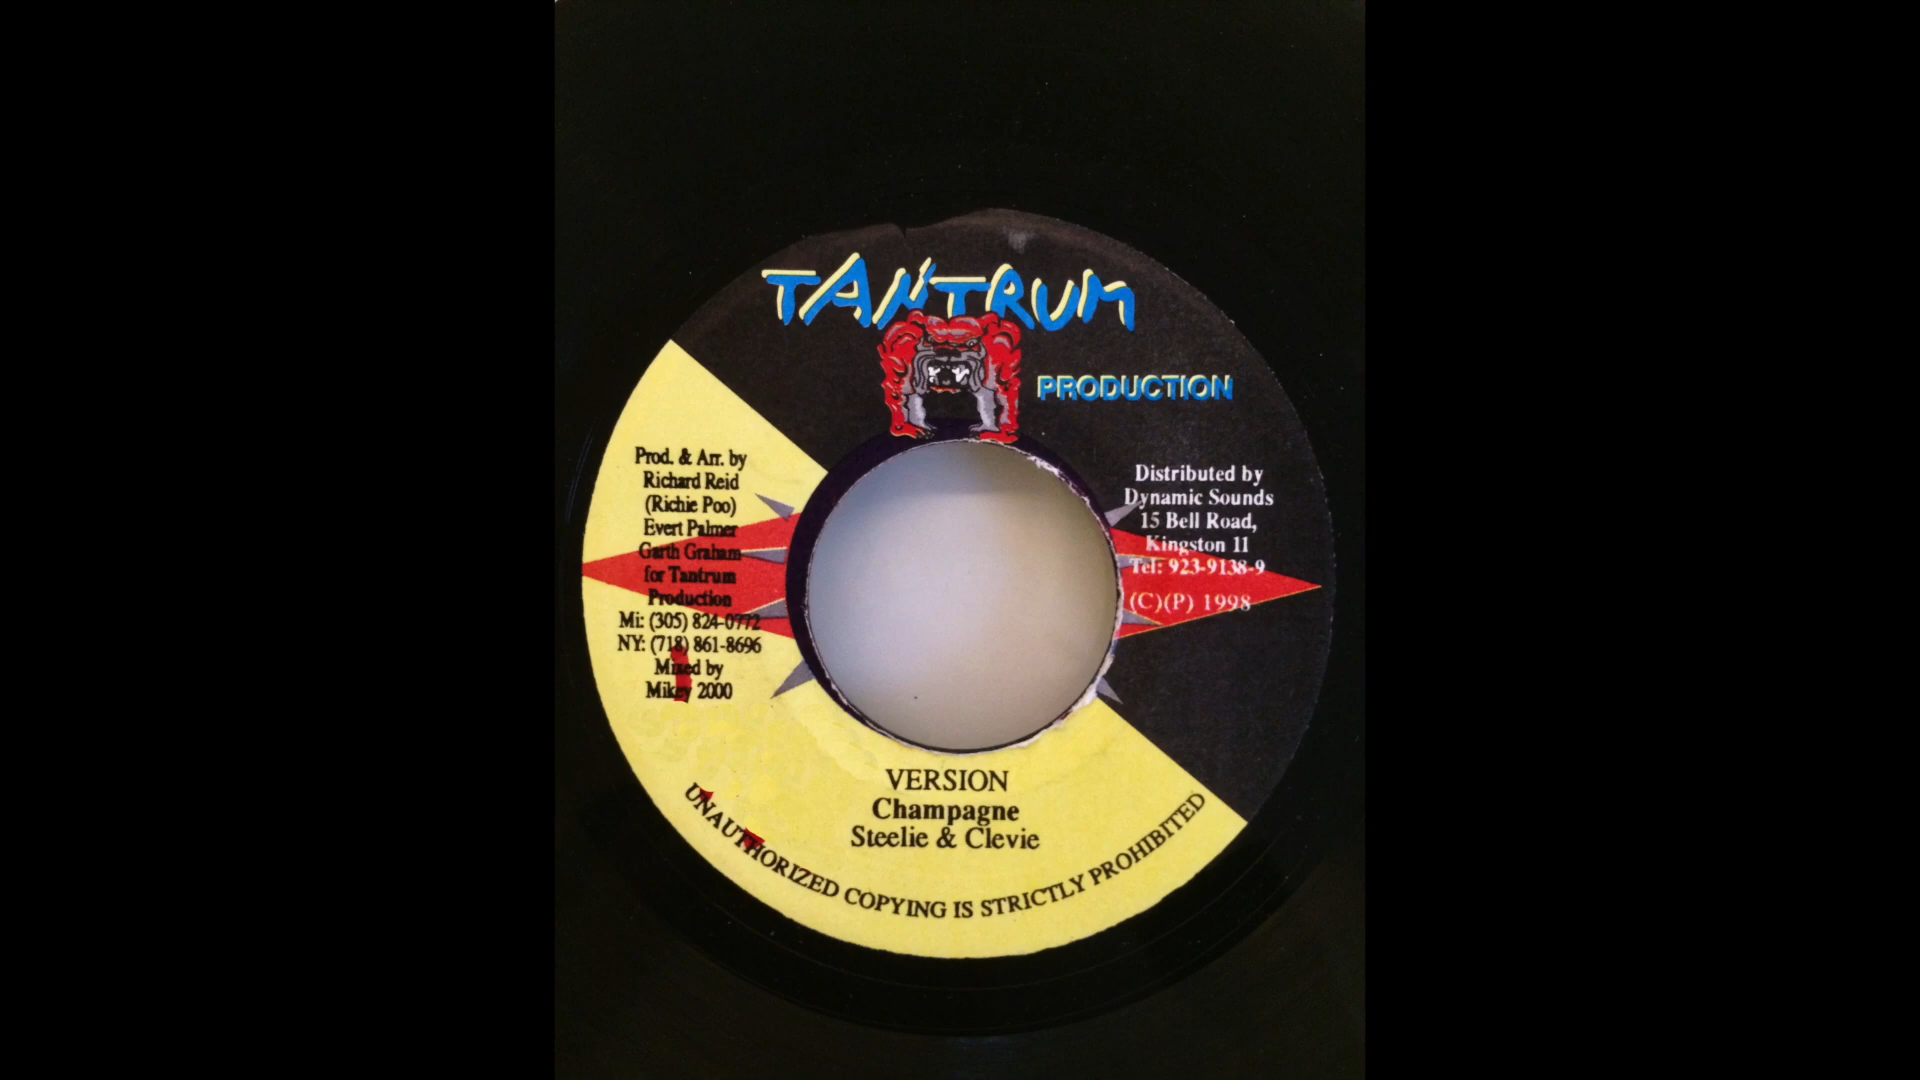 TANTRUM
PRODUCTION
Prod. & Arr. by
Richard Reid
(Richie Poo)
Evert Palmer
Garth Graham
for Tantrum
Production
Mi: (305) 824-0772
NY: (718) 861-8696
Mixed by
Mikey 2000
Distributed by
Dynamic Sounds
15 Bell Road,
Kingston 11
Tel: 923-9138-9
(C)(P) 1998
VERSION
Champagne
Steelie & Clevie
UNAUTHORIZED COPYING IS STRICTLY PROHIBITED